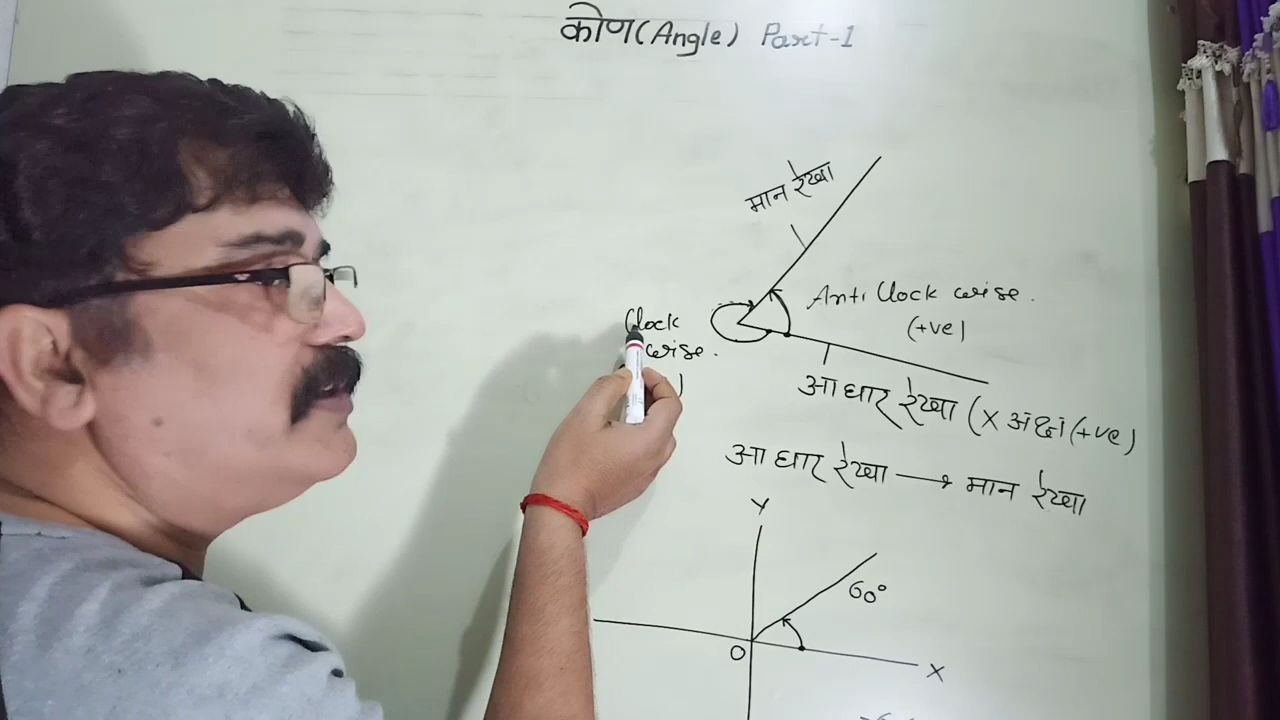 कोण (Angle) Part-1
मान रेखा
Anti Clock wise.
(+ve)
Clock
wise.
)
आधार रेखा (X अक्ष (+ve)
आधार रेखा → मान रेखा
Y
60°
O
X